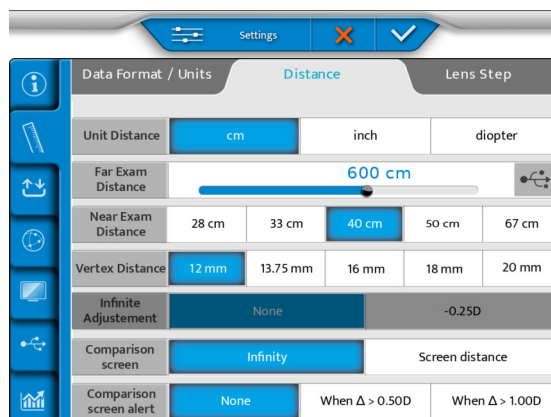 Settings
Data Format / Units
Distance
Lens Step
Unit Distance
cm
inch
diopter
Far Exam
Distance
600 cm
Near Exam
Distance
28 cm
33 cm
40 cm
50 cm
67 cm
Vertex Distance
12 mm
13.75 mm
16 mm
18 mm
20 mm
Infinite
Adjustement
None
-0.25D
Comparison
screen
Infinity
Screen distance
Comparison
screen alert
None
When Δ > 0.50D
When Δ > 1.00D